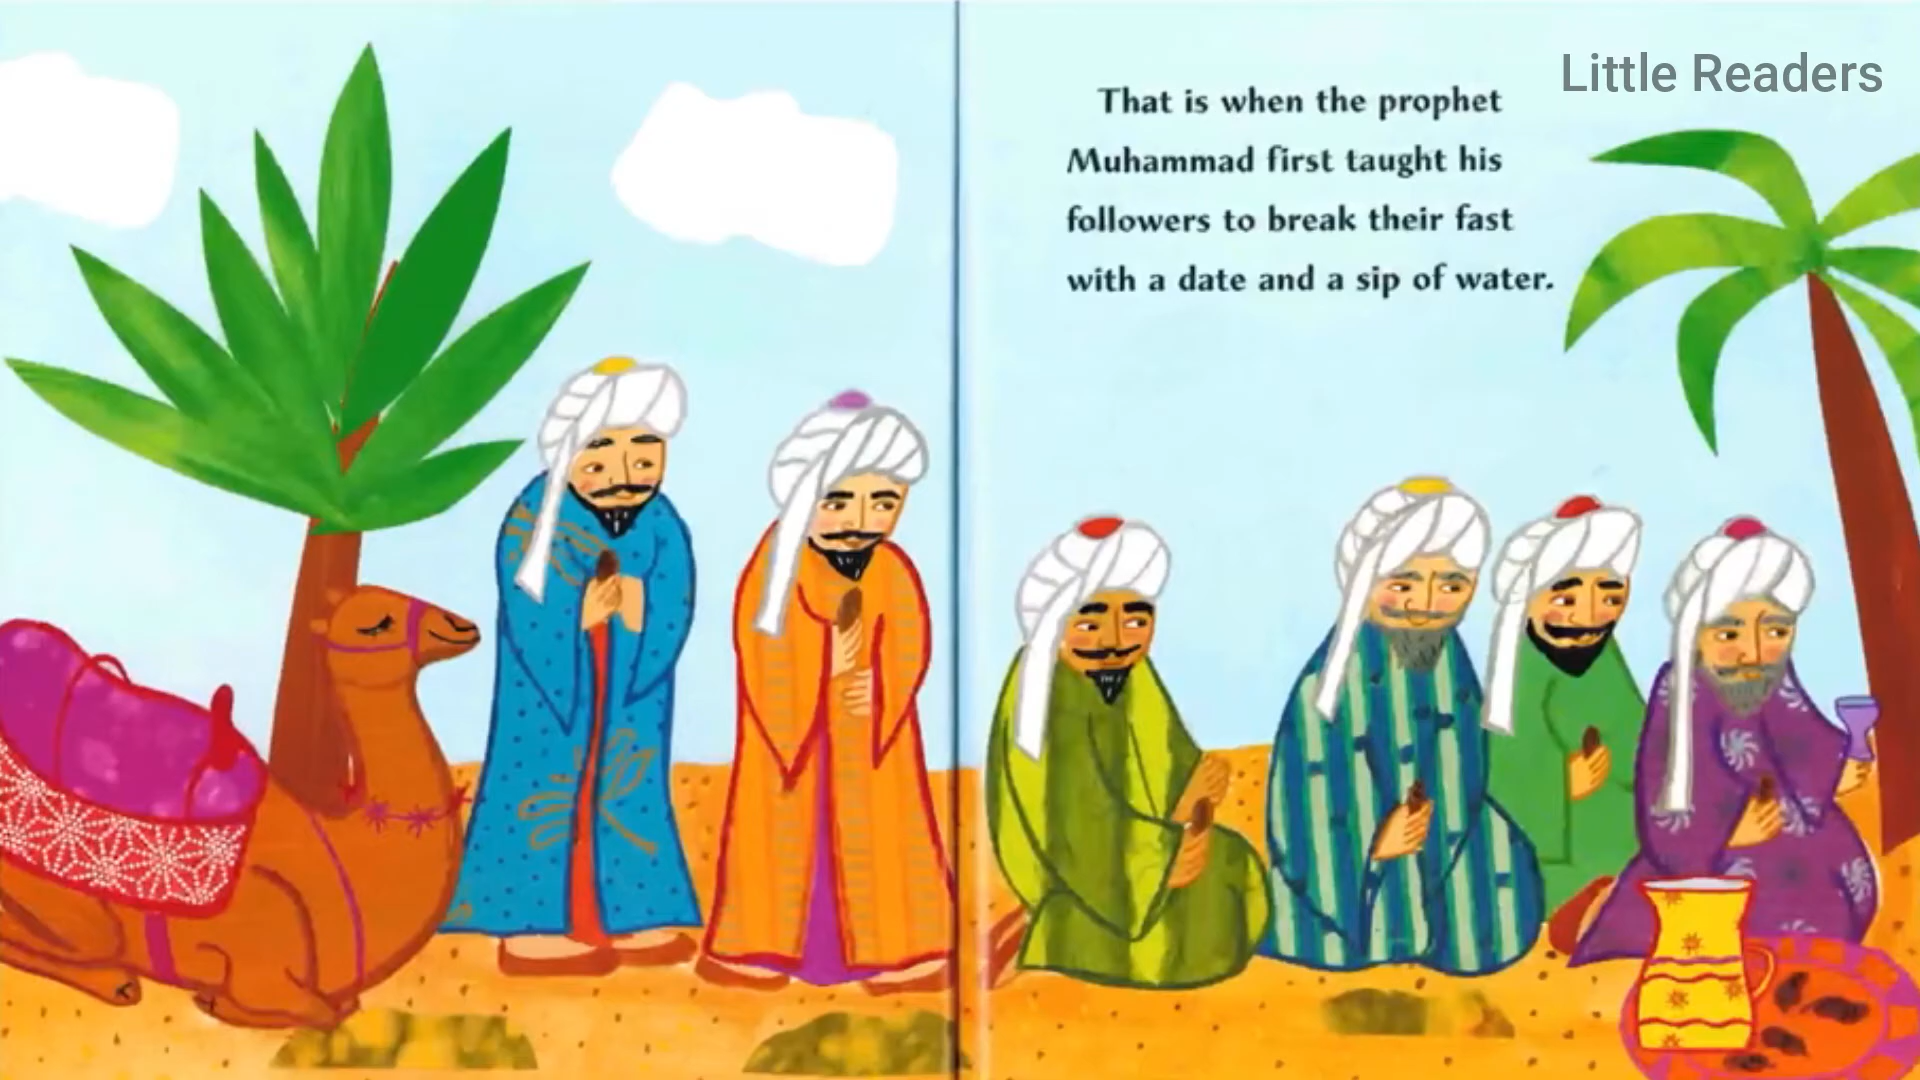 Little Readers
That is when the prophet
Muhammad first taught his
followers to break their fast
with a date and a sip of water.